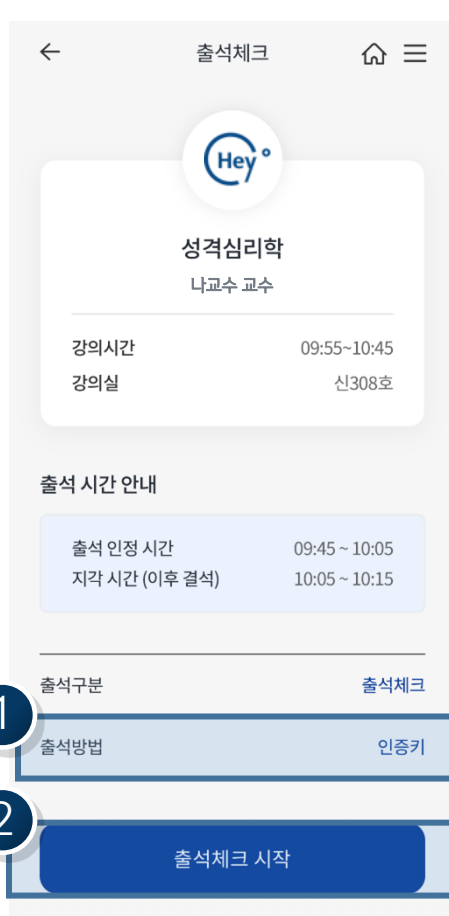 출석체크
Hey
성격심리학
나교수 교수
강의시간 09:55~10:45
강의실 신308호
출석 시간 안내
출석 인정 시간 09:45 ~ 10:05
지각 시간 (이후 결석) 10:05 ~ 10:15
출석구분 출석체크
1
출석방법 인증키
2
출석체크 시작